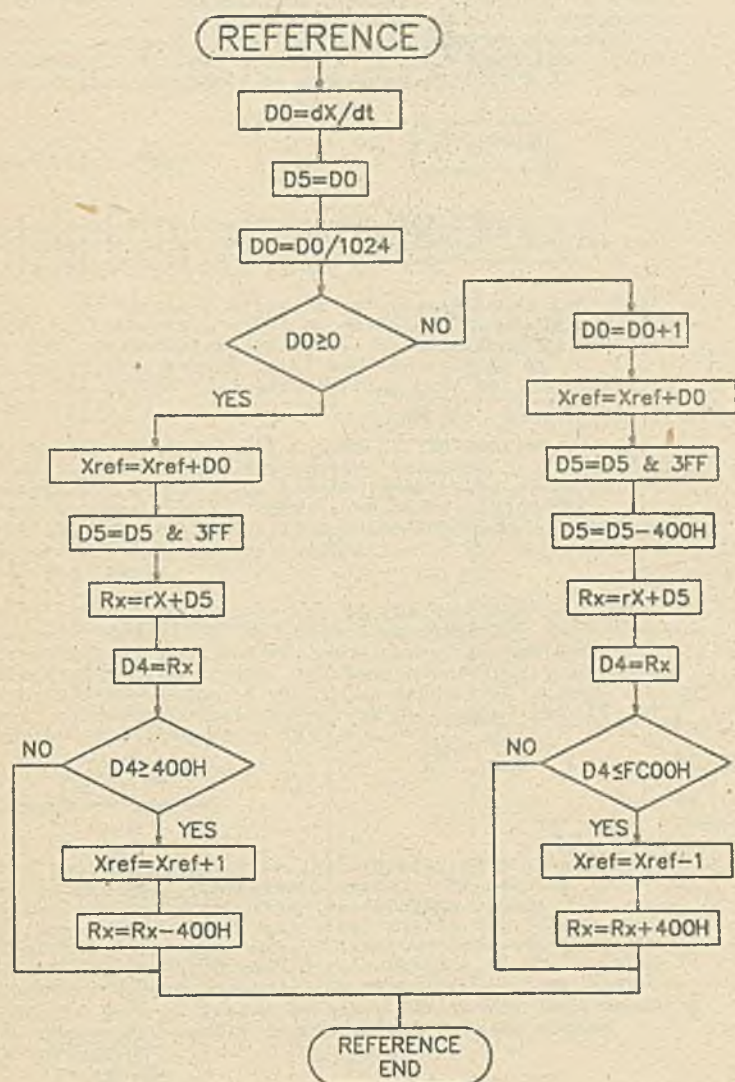 REFERENCE
D0=dX/dt
D5=D0
D0=D0/1024
D0≥0
NO
YES
Xref=Xref+D0
D5=D5 & 3FF
Rx=rX+D5
D4=Rx
D4≥400H
NO
YES
Xref=Xref+1
Rx=Rx-400H
D0=D0+1
Xref=Xref+D0
D5=D5 & 3FF
D5=D5-400H
Rx=rX+D5
D4=Rx
D4≤FC00H
NO
YES
Xref=Xref-1
Rx=Rx+400H
REFERENCE
END